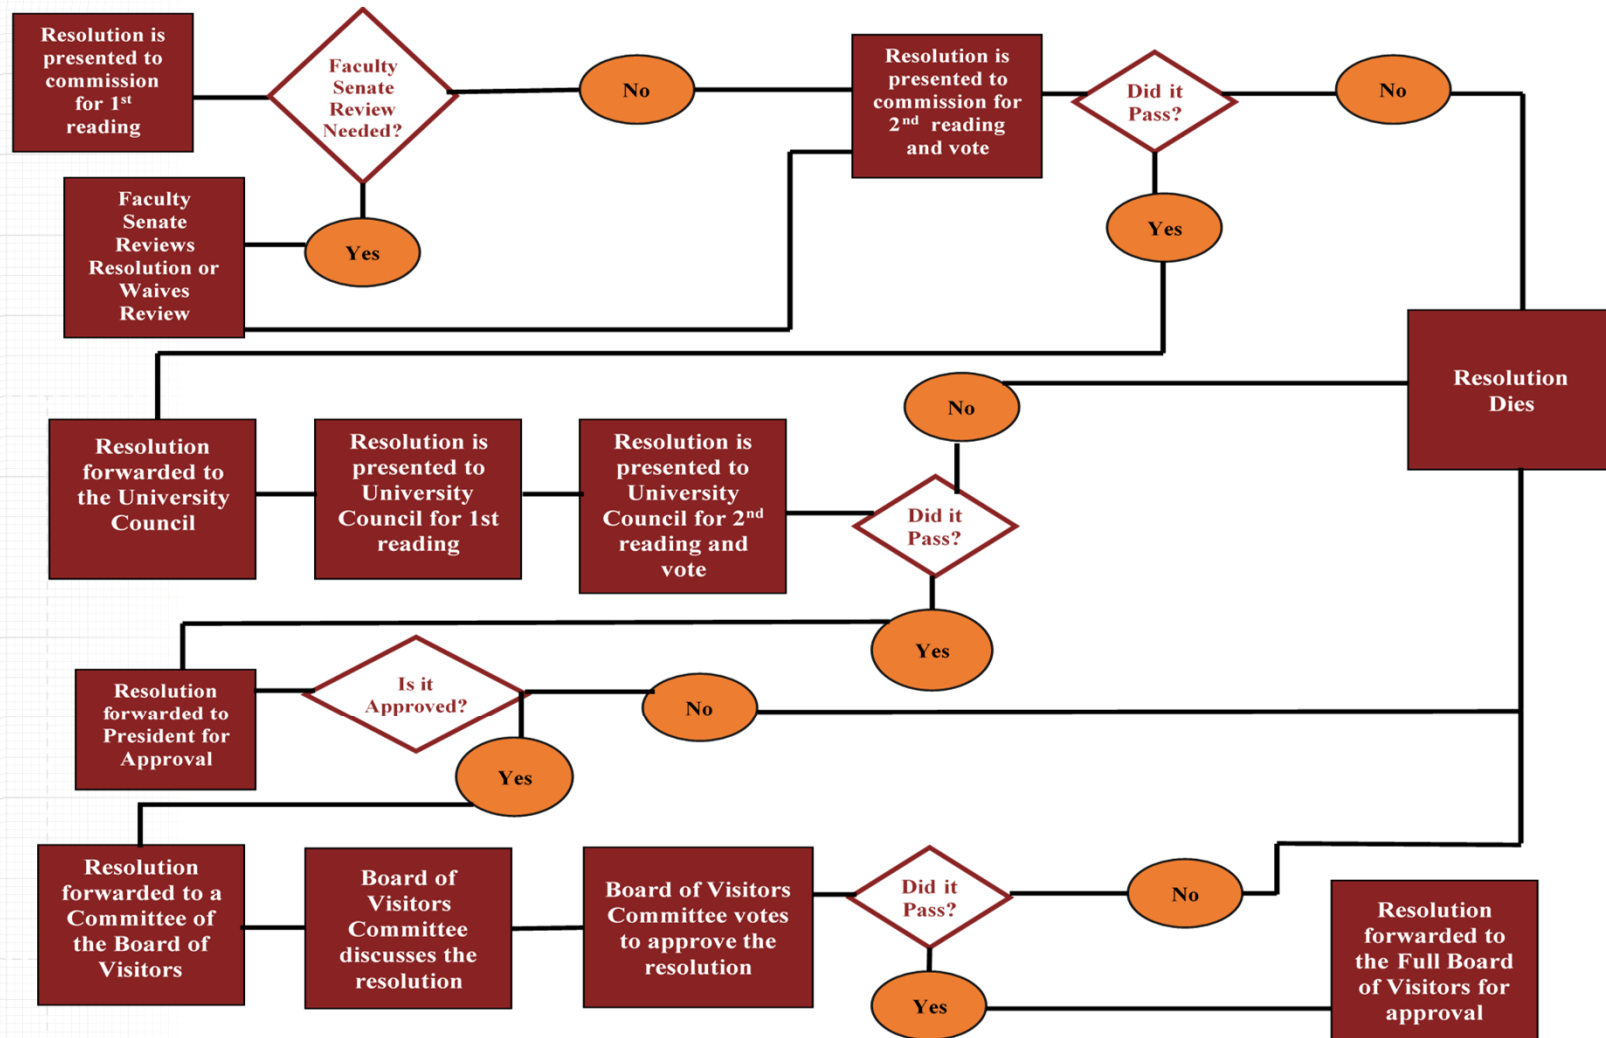 Resolution is
presented to
commission
for 1st
reading
Faculty
Senate
Review
Needed?
No
Resolution is
presented to
commission for
2nd reading
and vote
Did it
Pass?
No
Yes
Faculty
Senate
Reviews
Resolution or
Waives
Review
Yes
Resolution
Dies
Resolution
forwarded to
the University
Council
Resolution is
presented to
University
Council for 1st
reading
Resolution is
presented to
University
Council for 2nd
reading and
vote
No
Did it
Pass?
Yes
Resolution
forwarded to
President for
Approval
Is it
Approved?
No
Yes
Resolution
forwarded to a
Committee of
the Board of
Visitors
Board of
Visitors
Committee
discusses the
resolution
Board of Visitors
Committee votes
to approve the
resolution
Did it
Pass?
No
Yes
Resolution
forwarded to
the Full Board
of Visitors for
approval